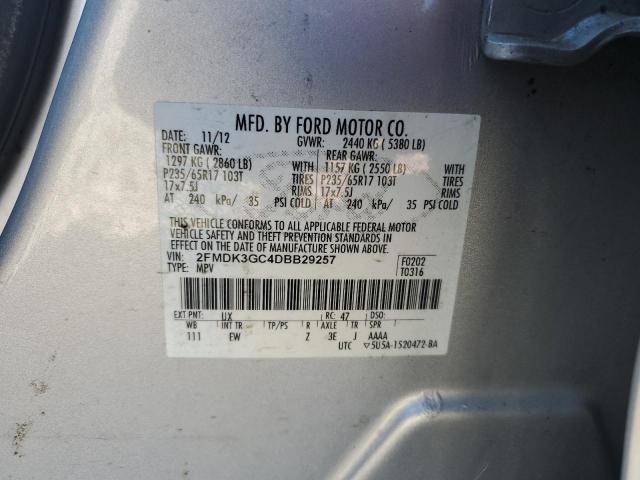 MFD. BY FORD MOTOR CO.
DATE: 11/12 GVWR: 2440 KG ( 5380 LB)
FRONT GAWR: REAR GAWR:
1297 KG ( 2860 LB) WITH 1157 KG ( 2550 LB) WITH
P235/65R17 103T TIRES P235/65R17 103T TIRES
17x7.5J RIMS 17x7.5J RIMS
AT 240 kPa/ 35 PSI COLD AT 240 kPa/ 35 PSI COLD
THIS VEHICLE CONFORMS TO ALL APPLICABLE FEDERAL MOTOR
VEHICLE SAFETY AND THEFT PREVENTION STANDARDS IN
EFFECT ON THE DATE OF MANUFACTURE SHOWN ABOVE.
VIN: 2FMDK3GC4DBB29257 F0202
TYPE: MPV T0316
EXT PNT: UX RC: 47 DSO:
WB INT TR TP/PS R AXLE TR SPR
111 EW Z 3E J AAAA
UTC ▽5U5A-1520472-BA